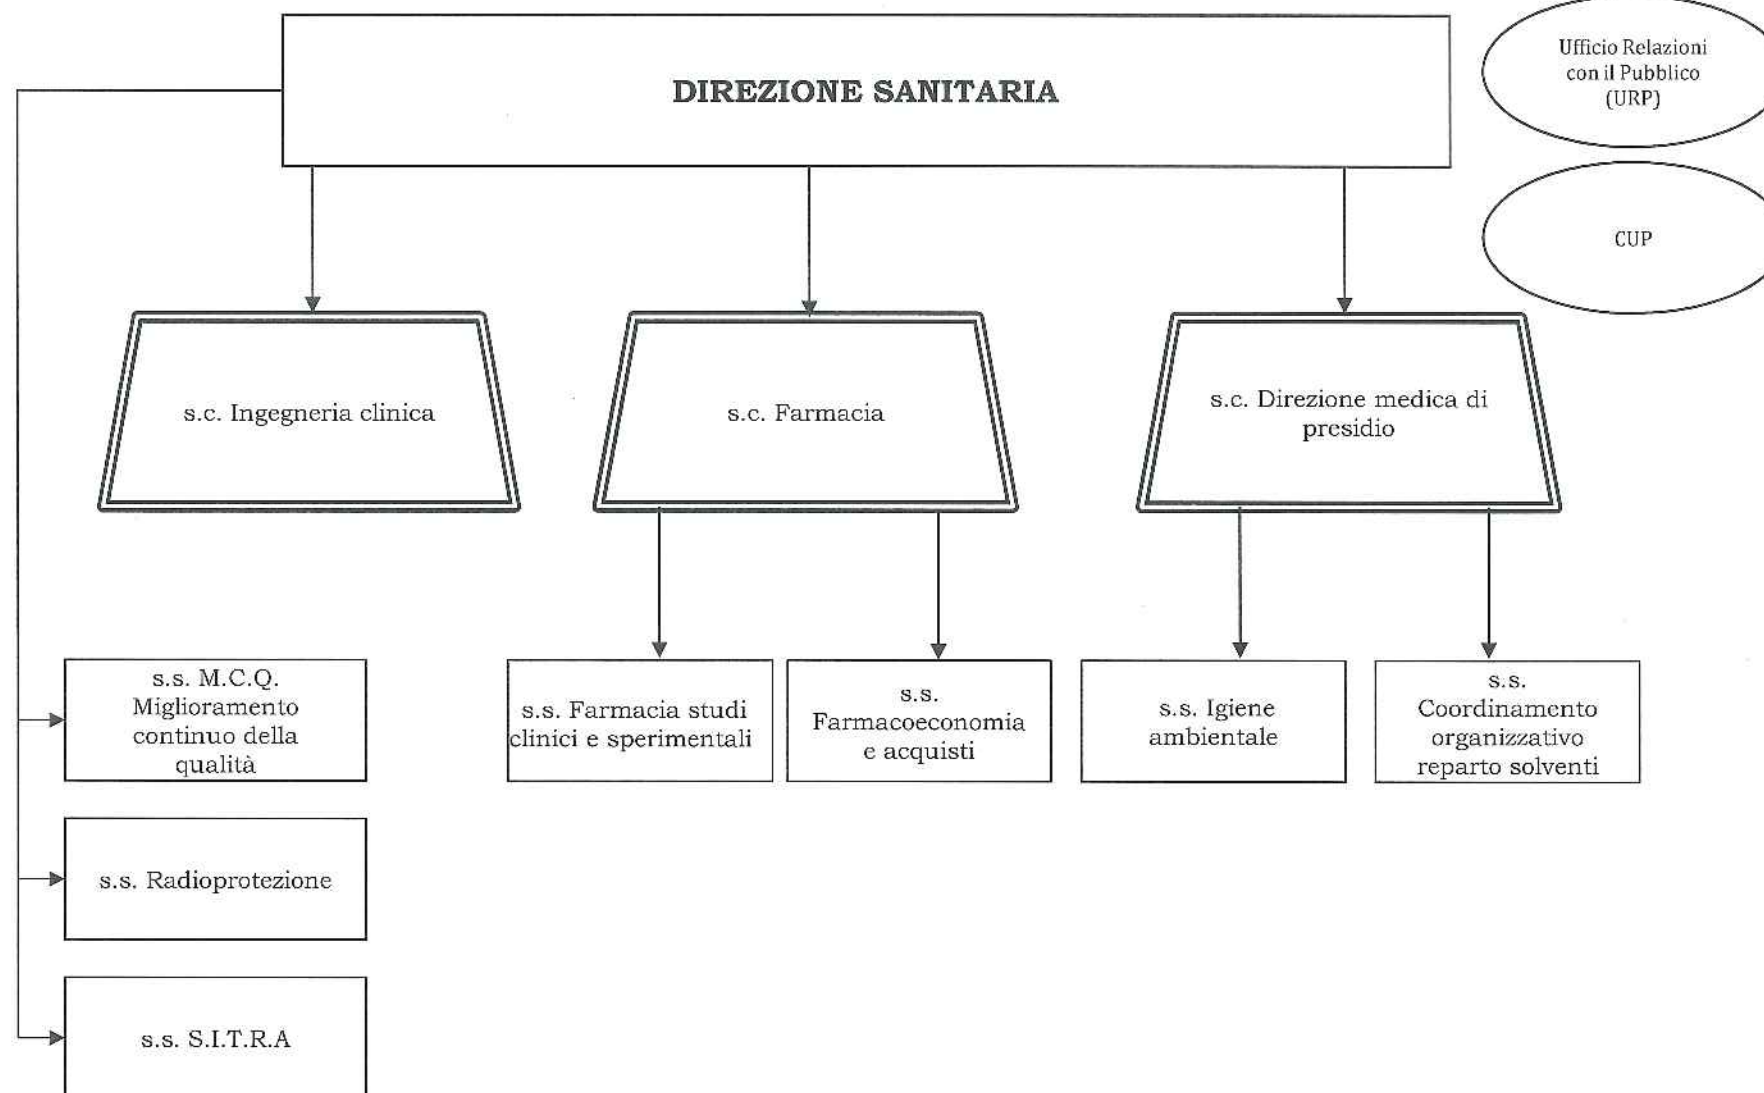 DIREZIONE SANITARIA
Ufficio Relazioni
con il Pubblico
(URP)
CUP
s.c. Ingegneria clinica
s.c. Farmacia
s.c. Direzione medica di
presidio
s.s. M.C.Q.
Miglioramento
continuo della
qualità
s.s. Farmacia studi
clinici e sperimentali
s.s.
Farmacoeconomia
e acquisti
s.s. Igiene
ambientale
s.s.
Coordinamento
organizzativo
reparto solventi
s.s. Radioprotezione
s.s. S.I.T.R.A